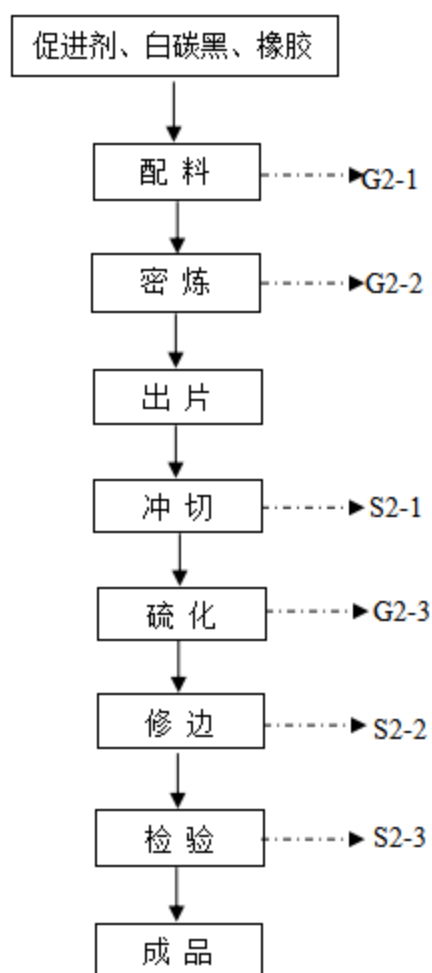 促进剂、白碳黑、橡胶
配料
G2-1
密炼
G2-2
出片
冲切
S2-1
硫化
G2-3
修边
S2-2
检验
S2-3
成品